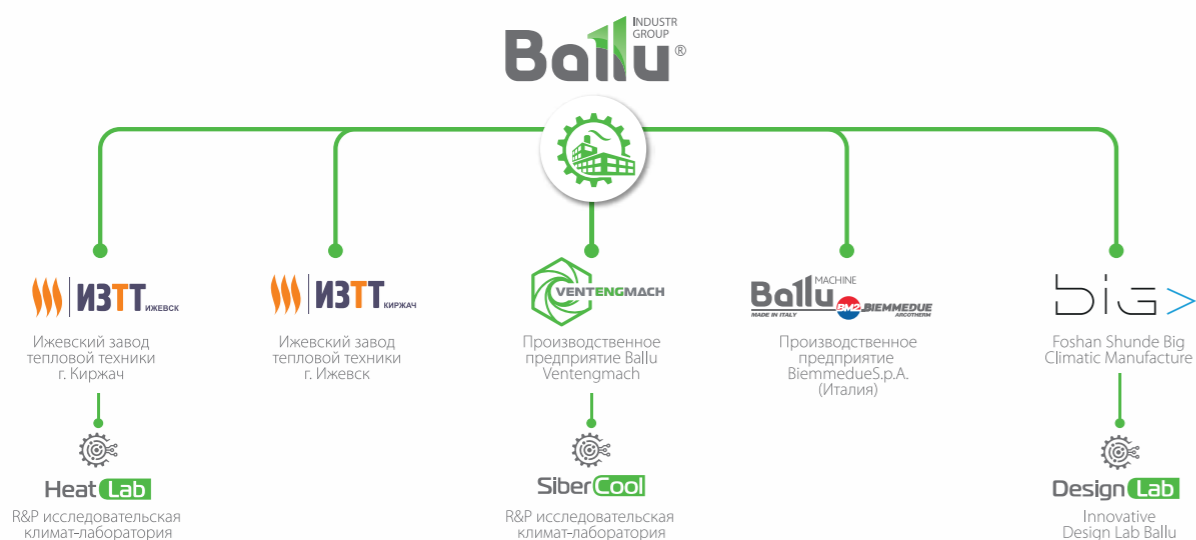 INDUSTR
GROUP
Ballu®
ИЗТТ ИЖЕВСК
Ижевский завод
тепловой техники
г. Киржач
Heat Lab
R&P исследовательская
климат-лаборатория
ИЗТТ КИРЖАЧ
Ижевский завод
тепловой техники
г. Ижевск
VENTENGMACH
Производственное
предприятие Ballu
Ventengmach
SiberCool
R&P исследовательская
климат-лаборатория
MACHINE
Ballu
MADE IN ITALY
BM2 BIEMMEDUE
ARCOTHERM
Производственное
предприятие
BiemmedueS.p.A.
(Италия)
biG>
Foshan Shunde Big
Climatic Manufacture
Design Lab
Innovative
Design Lab Ballu